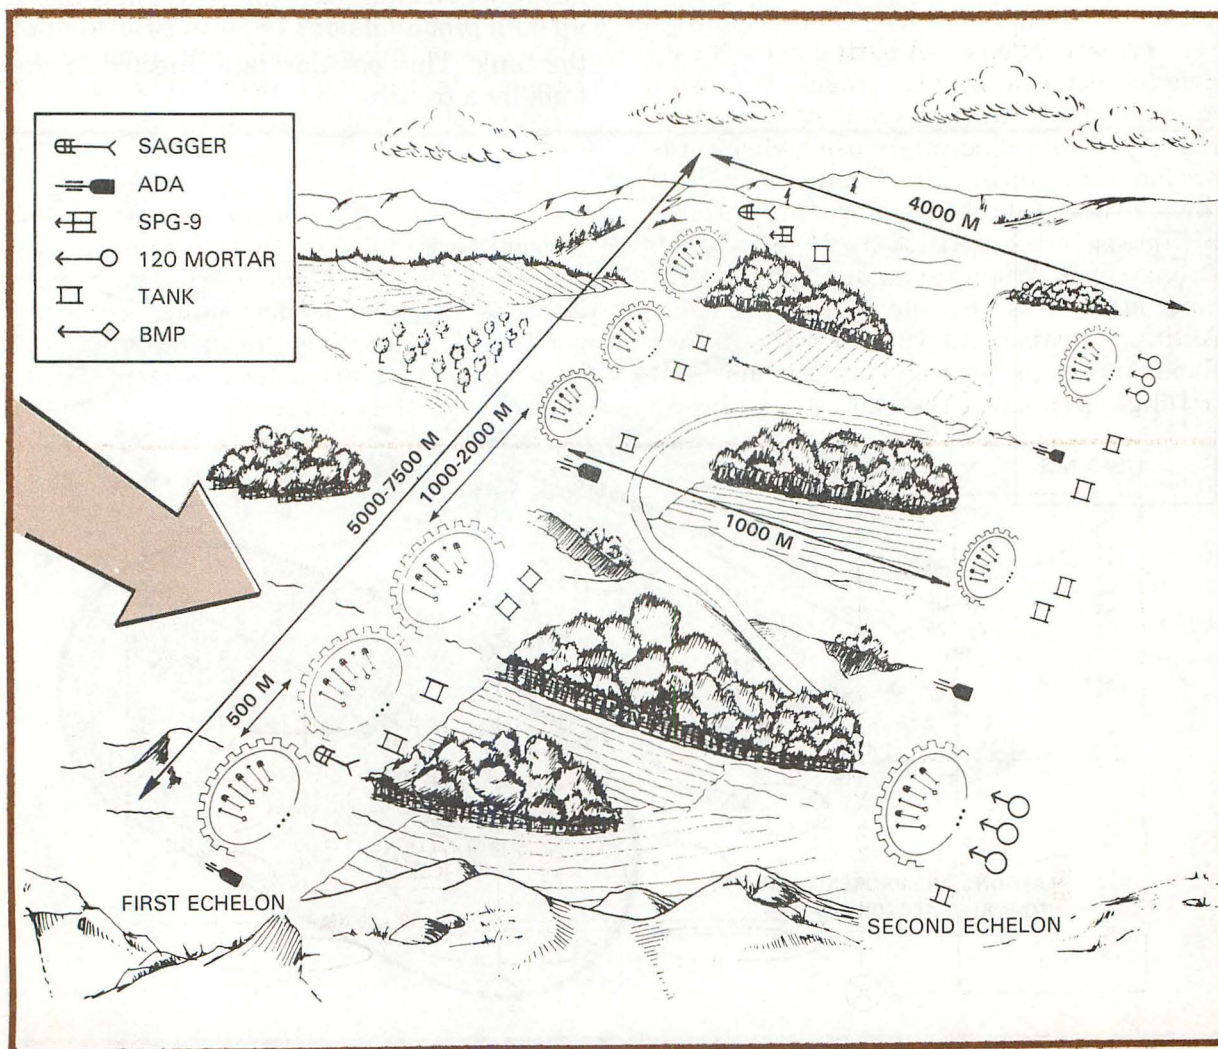 SAGGER
ADA
SPG-9
120 MORTAR
TANK
BMP
4000 M
5000-7500 M
1000-2000 M
1000 M
500 M
FIRST ECHELON
SECOND ECHELON